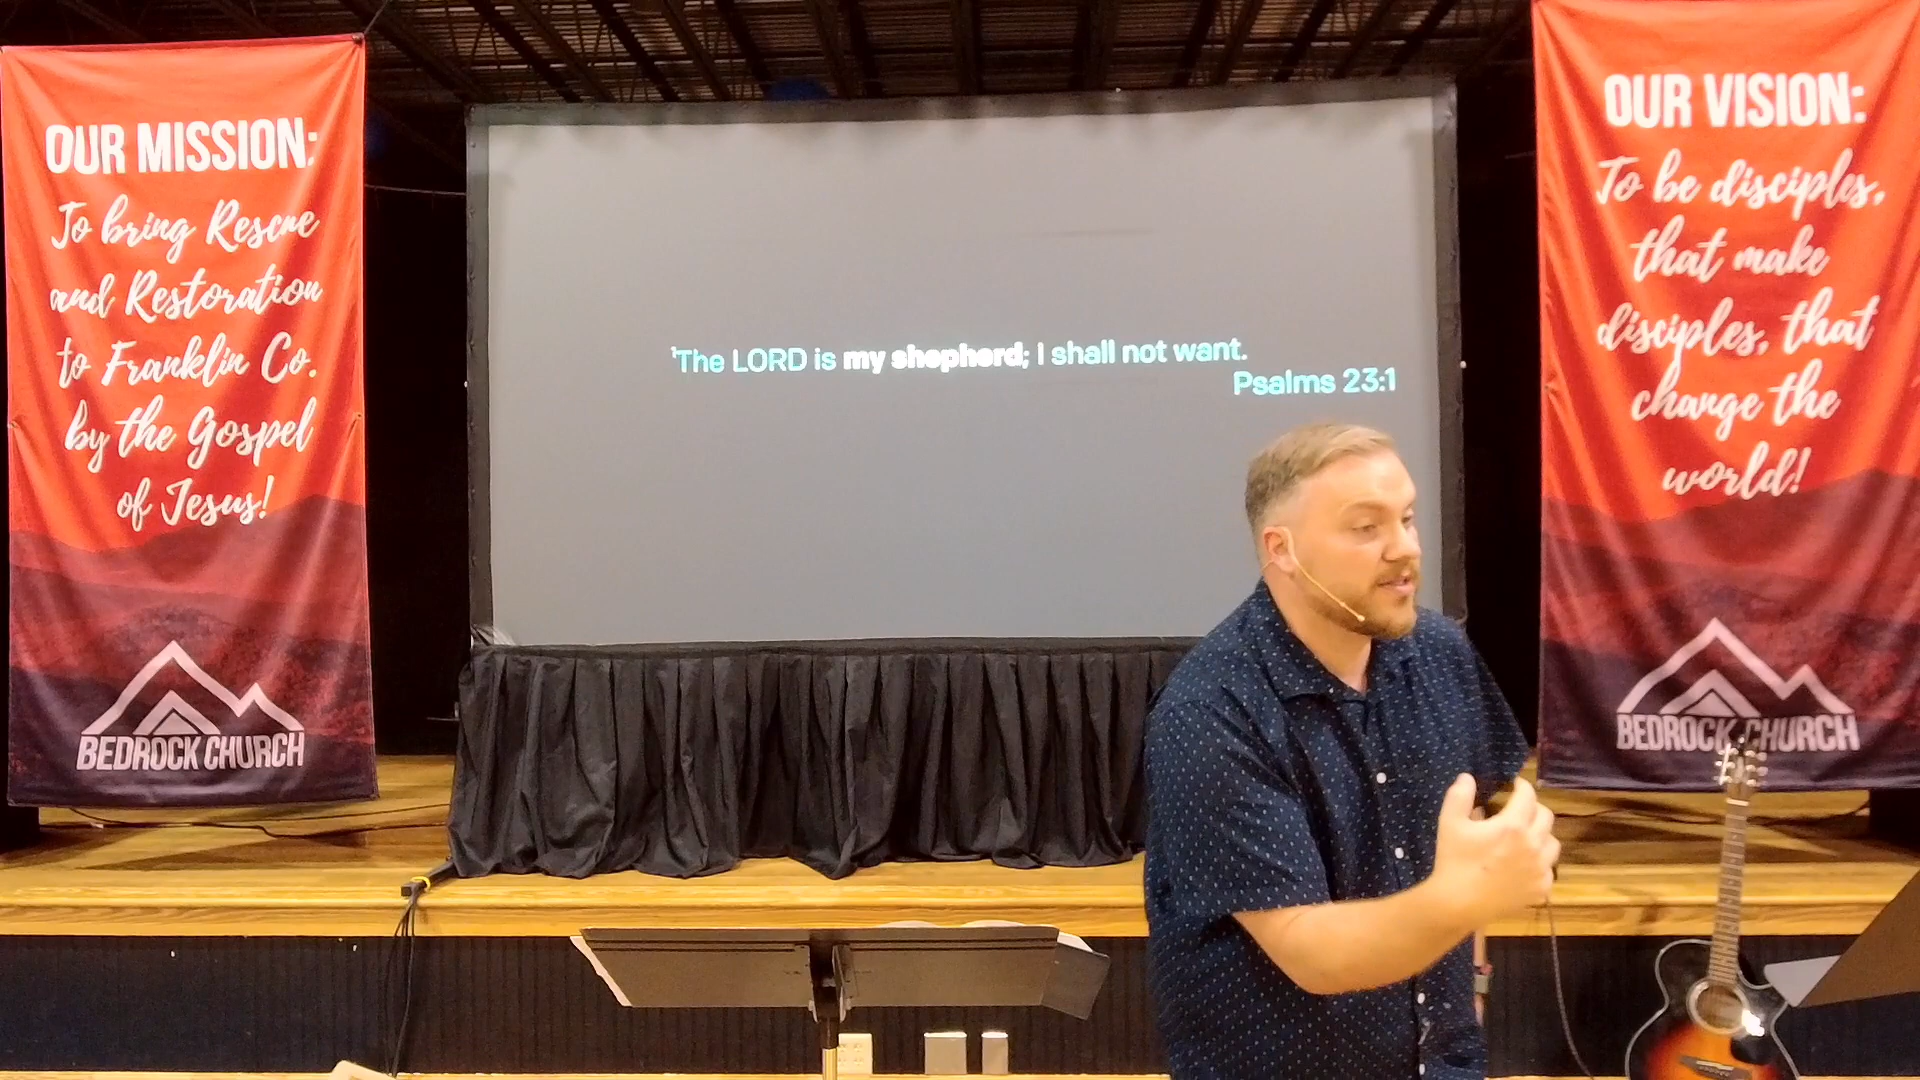 OUR MISSION:
To bring Rescue
and Restoration
to Franklin Co.
by the Gospel
of Jesus!
BEDROCK CHURCH
¹The LORD is my shepherd; I shall not want.
Psalms 23:1
OUR VISION:
To be disciples,
that make
disciples, that
change the
world!
BEDROCK CHURCH